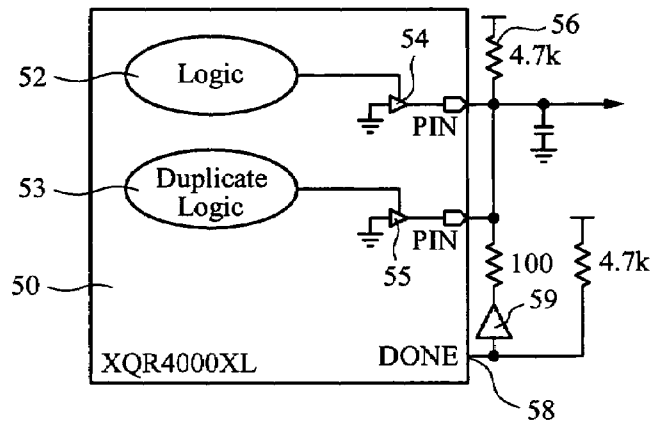 54
56
52
Logic
4.7k
PIN
53
Duplicate
Logic
PIN
55
100
4.7k
50
59
XQR4000XL
DONE
58